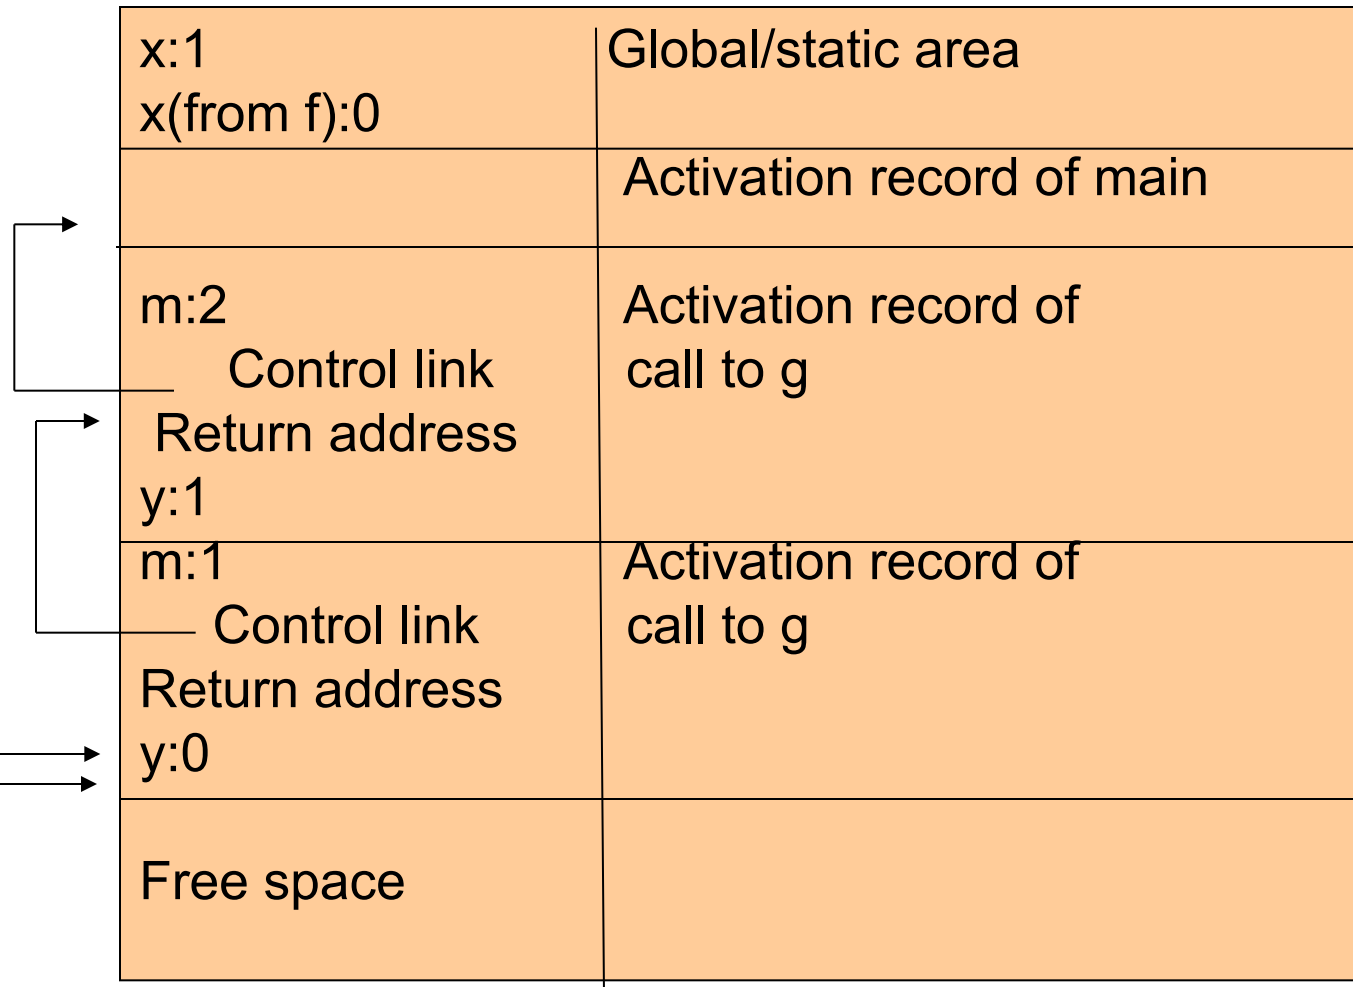 x:1 Global/static area
x(from f):0
Activation record of main
m:2 Activation record of
Control link call to g
Return address
y:1
m:1 Activation record of
Control link call to g
Return address
y:0
Free space